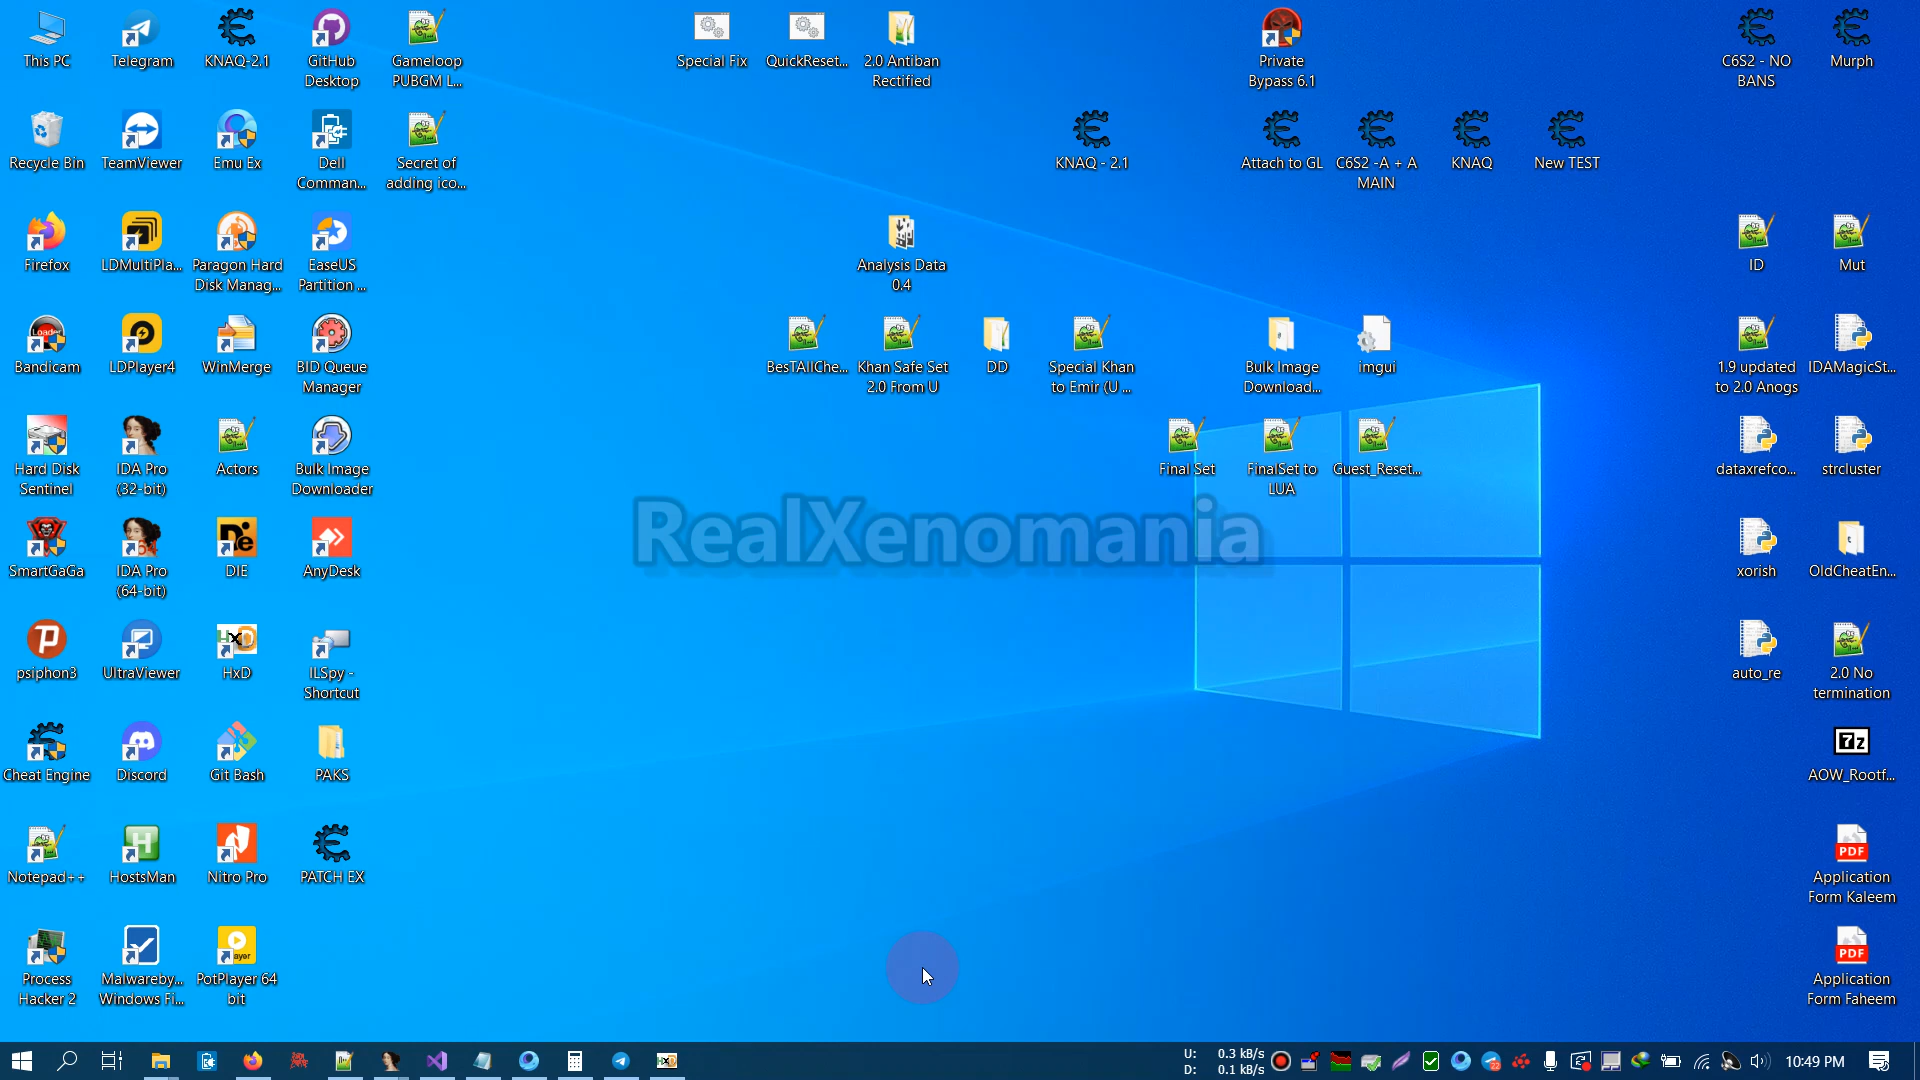 This PC
Telegram
KNAQ-2.1
GitHub
Desktop
Gameloop
PUBGM L...
Special Fix
QuickReset...
2.0 Antiban
Rectified
Private
Bypass 6.1
C6S2 - NO
BANS
Murph
Recycle Bin
TeamViewer
Emu Ex
Dell
Comman...
Secret of
adding ico...
KNAQ - 2.1
Attach to GL
C6S2 -A + A
MAIN
KNAQ
New TEST
Firefox
LDMultiPla...
Paragon Hard
Disk Manag...
EaseUS
Partition ...
Analysis Data
0.4
ID
Mut
Loader
Bandicam
LDPlayer4
WinMerge
BID Queue
Manager
BesTAllChe...
Khan Safe Set
2.0 From U
DD
Special Khan
to Emir (U ...
Bulk Image
Download...
imgui
1.9 updated
to 2.0 Anogs
IDAMagicSt...
Hard Disk
Sentinel
IDA Pro
(32-bit)
Actors
Bulk Image
Downloader
Final Set
FinalSet to
LUA
Guest_Reset...
dataxrefco...
strcluster
RealXenomania
SmartGaGa
IDA Pro
(64-bit)
DIE
AnyDesk
xorish
OldCheatEn...
psiphon3
UltraViewer
HxD
ILSpy -
Shortcut
auto_re
2.0 No
termination
Cheat Engine
Discord
Git Bash
PAKS
7z
AOW_Rootf...
Notepad++
HostsMan
Nitro Pro
PATCH EX
PDF
Application
Form Kaleem
Process
Hacker 2
Malwareby...
Windows Fi...
PotPlayer 64
bit
PDF
Application
Form Faheem
U: 0.3 kB/s
D: 0.1 kB/s
10:49 PM